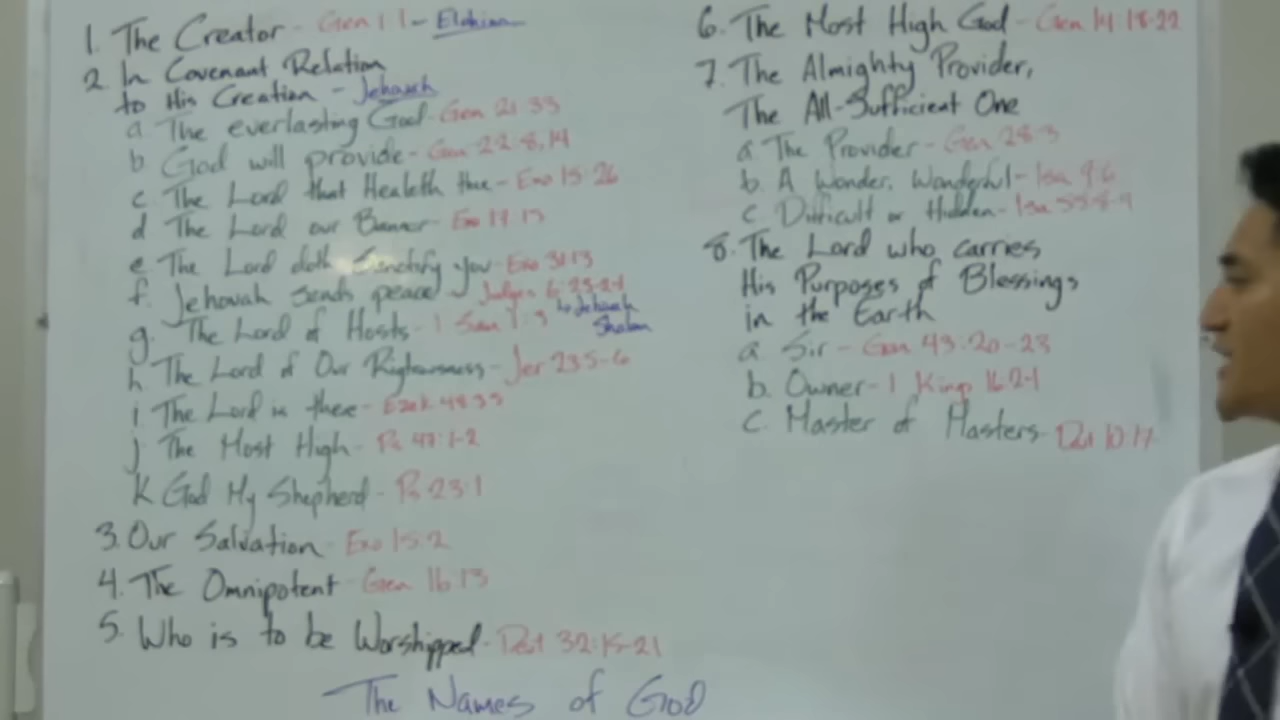 1. The Creator - Gen 1:1 - Elohim
2. In Covenant Relation
to His Creation - Jehovah
a. The everlasting God - Gen 21:33
b God will provide - Gen 22:8,14
c The Lord that Healeth thee - Exo 15:26
d The Lord our Banner - Exo 17:15
e The Lord doth Sanctify you - Exo 31:13
f. Jehovah sends peace - Judges 6:23-24
↳ Jehovah Shalom
g. The Lord of Hosts - 1 Sam 1:3
h The Lord of Our Righteousness - Jer 23:5-6
i The Lord is there - Ezek 48:35
j The Most High - Ps 47:1-2
k God My Shepherd - Ps 23:1
3. Our Salvation - Exo 15:2
4. The Omnipotent - Gen 16:13
5. Who is to be Worshipped - Deut 32:15-21
6. The Most High God - Gen 14:18-22
7. The Almighty Provider,
The All-Sufficient One
a. The Provider - Gen 28:3
b. A Wonder, Wonderful - Isa 9:6
c. Difficult or Hidden - Isa 55:8-9
8. The Lord who carries
His Purposes of Blessings
in the Earth
a Sir - Gen 43:20-23
b. Owner - 1 Kings 16:24
c. Master of Masters - Deut 10:17
The Names of God